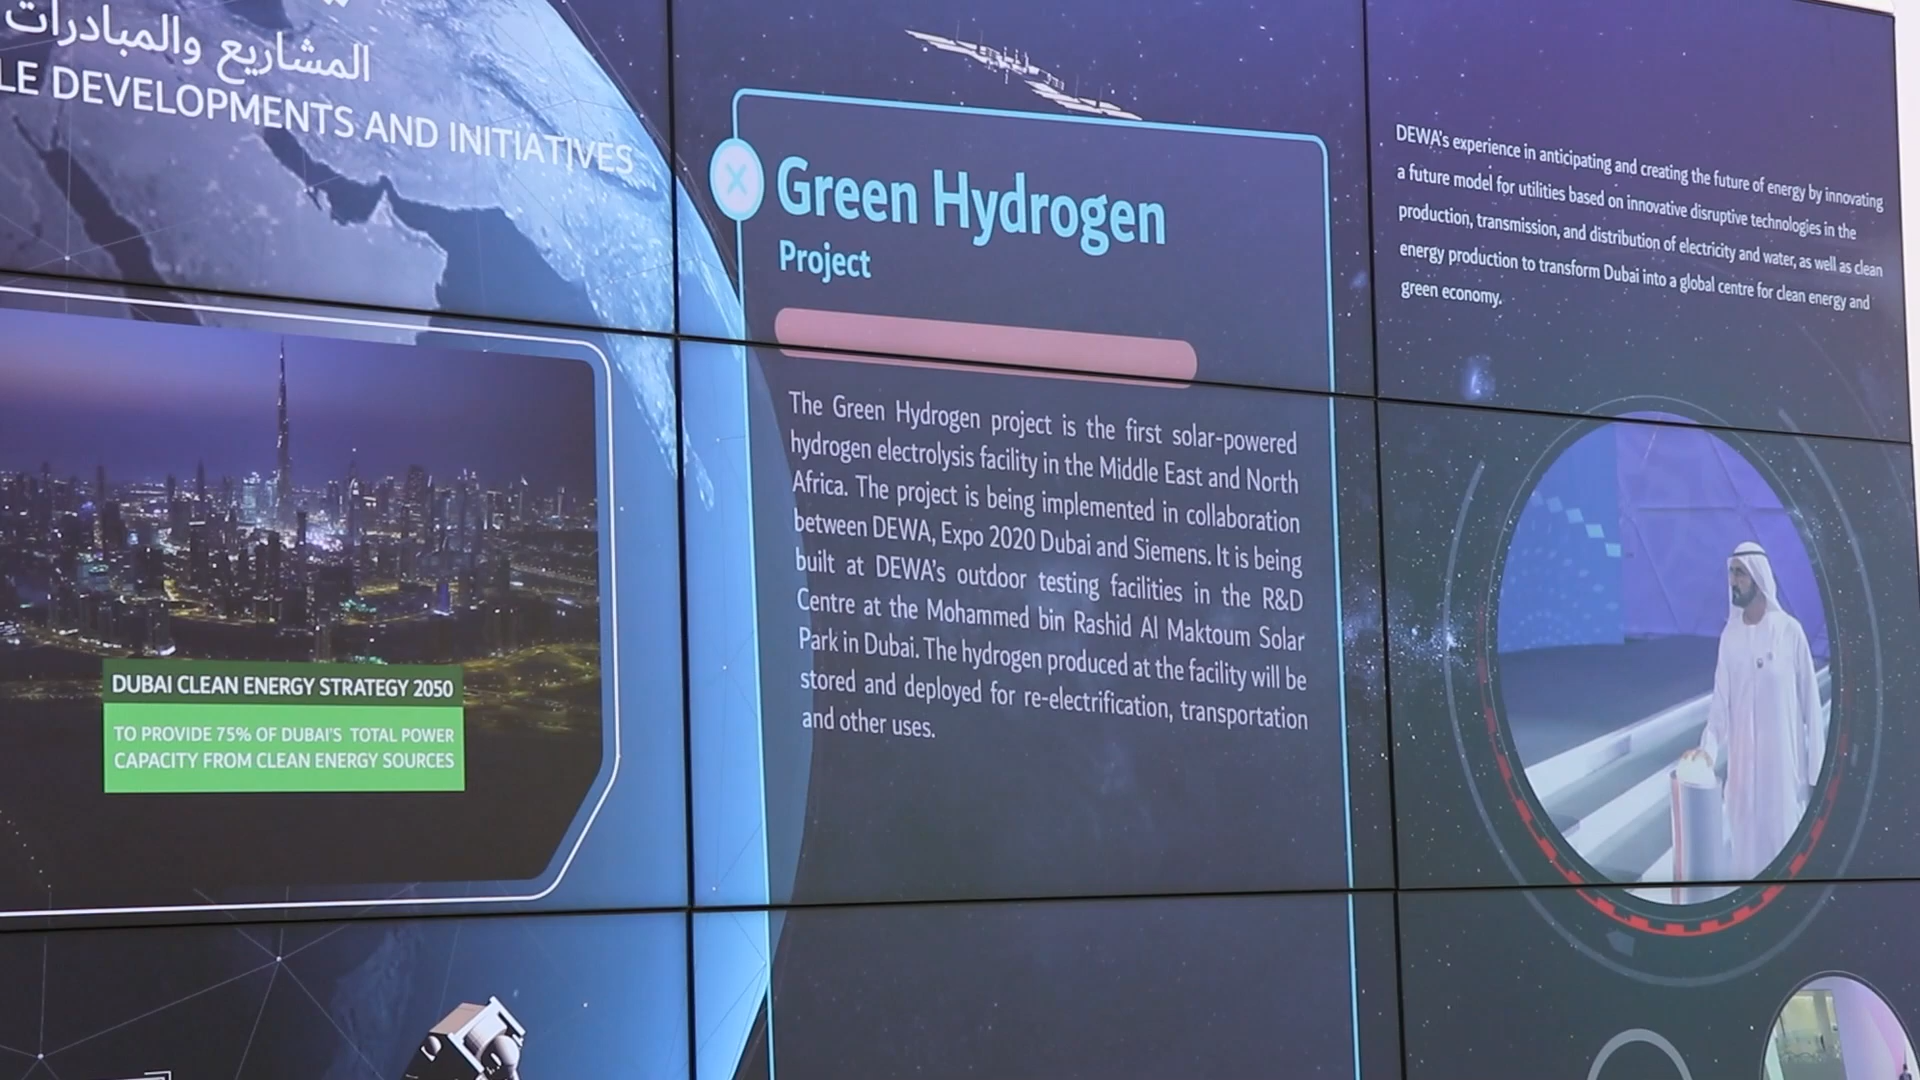 المشاريع والمبادرات
DEVELOPMENTS AND INITIATIVES
DUBAI CLEAN ENERGY STRATEGY 2050
TO PROVIDE 75% OF DUBAI'S TOTAL POWER
CAPACITY FROM CLEAN ENERGY SOURCES
Green Hydrogen
Project
The Green Hydrogen project is the first solar-powered
hydrogen electrolysis facility in the Middle East and North
Africa. The project is being implemented in collaboration
between DEWA, Expo 2020 Dubai and Siemens. It is being
built at DEWA's outdoor testing facilities in the R&D
Centre at the Mohammed bin Rashid Al Maktoum Solar
Park in Dubai. The hydrogen produced at the facility will be
stored and deployed for re-electrification, transportation
and other uses.
DEWA's experience in anticipating and creating the future of energy by innovating
a future model for utilities based on innovative disruptive technologies in the
production, transmission, and distribution of electricity and water, as well as clean
energy production to transform Dubai into a global centre for clean energy and
green economy.